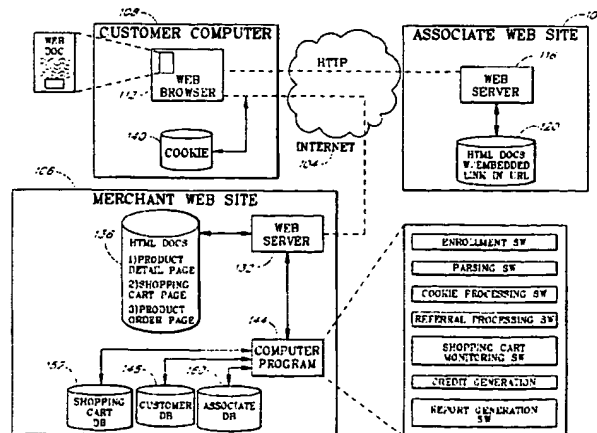 108
CUSTOMER COMPUTER
WEB
DOC
WEB
BROWSER
112
140
COOKIE
HTTP
INTERNET
104
10
ASSOCIATE WEB SITE
116
WEB
SERVER
120
HTML DOCS
W/EMBEDDED
LINK IN URL
106
MERCHANT WEB SITE
136
HTML DOCS
1)PRODUCT
DETAIL PAGE
2)SHOPPING
CART PAGE
3)PRODUCT
ORDER PAGE
WEB
SERVER
132
144
COMPUTER
PROGRAM
SHOPPING
CART
DB
CUSTOMER
DB
ASSOCIATE
DB
ENROLLMENT SW
PARSING SW
COOKIE PROCESSING SW
REFERRAL PROCESSING SW
SHOPPING CART
MONITORING SW
CREDIT GENERATION
REPORT GENERATION
SW